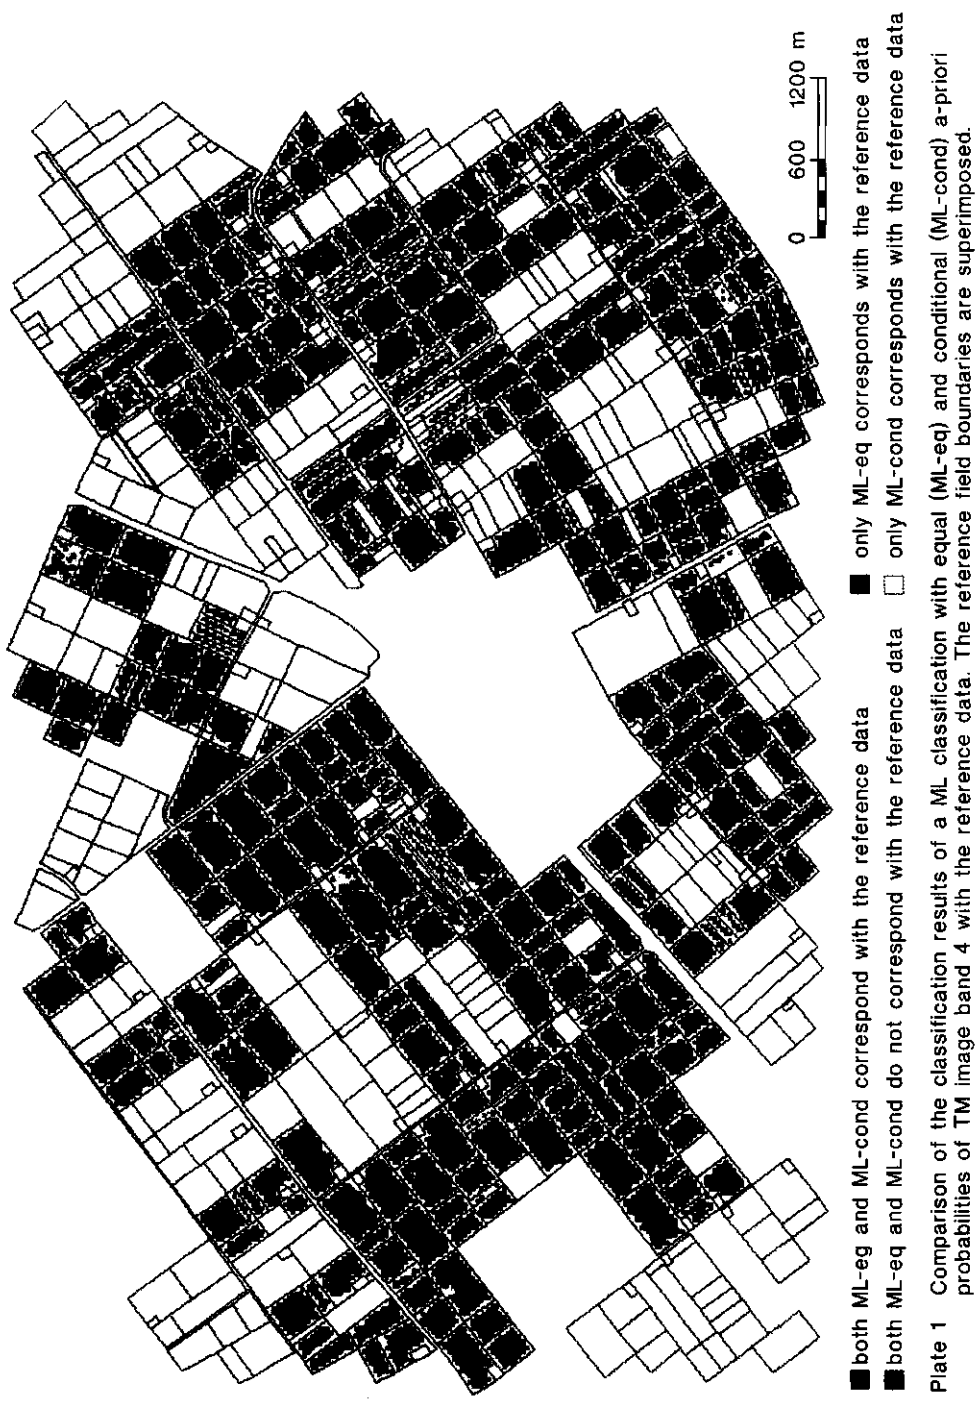 0 600 1200 m
both ML-eg and ML-cond correspond with the reference data
only ML-eq corresponds with the reference data
both ML-eq and ML-cond do not correspond with the reference data
only ML-cond corresponds with the reference data
Plate 1 Comparison of the classification results of a ML classification with equal (ML-eq) and conditional (ML-cond) a-priori
probabilities of TM image band 4 with the reference data. The reference field boundaries are superimposed.